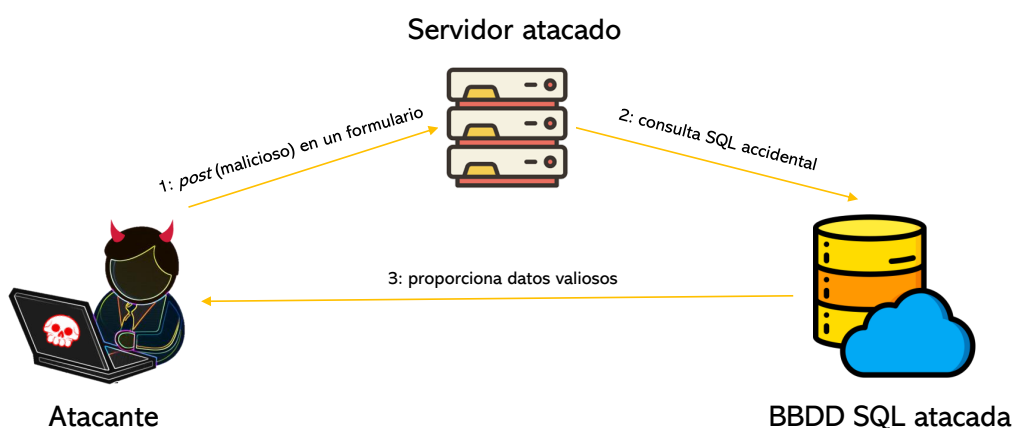 Servidor atacado
1: post (malicioso) en un formulario
2: consulta SQL accidental
3: proporciona datos valiosos
Atacante
BBDD SQL atacada